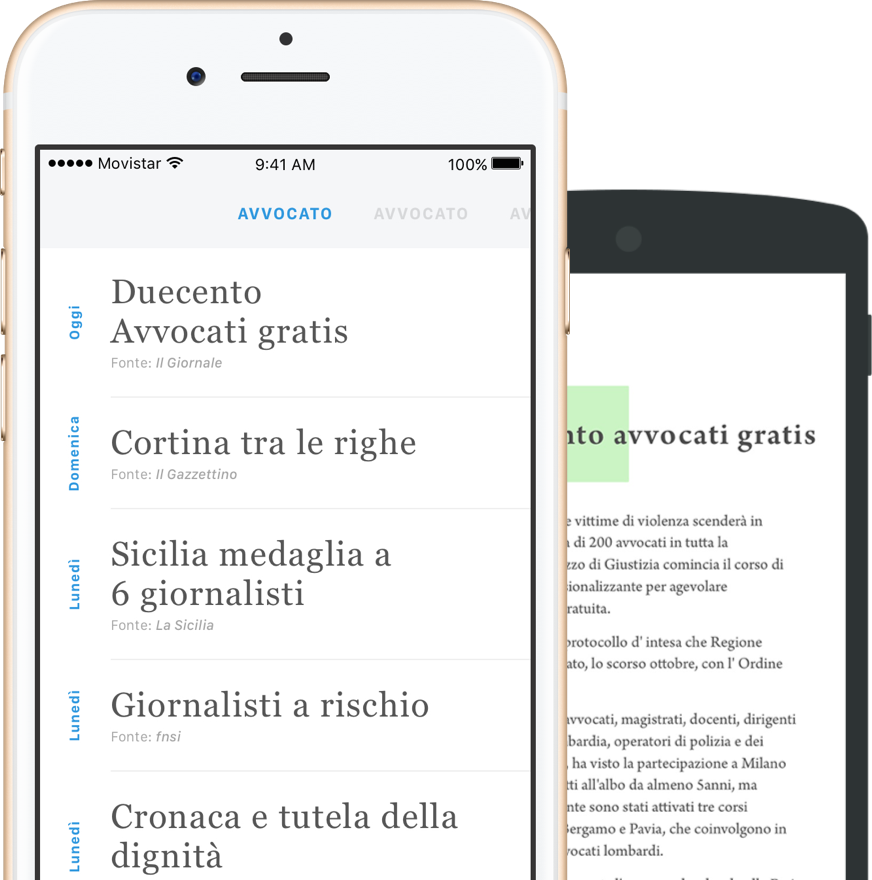 Movistar 9:41 AM 100%
AVVOCATO AVVOCATO AV
Oggi
Duecento
Avvocati gratis
Fonte: Il Giornale
Domenica
Cortina tra le righe
Fonte: Il Gazzettino
Lunedì
Sicilia medaglia a
6 giornalisti
Fonte: La Sicilia
Lunedì
Giornalisti a rischio
Fonte: fnsi
Lunedì
Cronaca e tutela della
dignità
nto avvocati gratis
e vittime di violenza scenderà in
di 200 avvocati in tutta la
zzo di Giustizia comincia il corso di
sionalizzante per agevolare
ratuita.
protocollo d' intesa che Regione
ato, lo scorso ottobre, con l' Ordine
avvocati, magistrati, docenti, dirigenti
bardia, operatori di polizia e dei
, ha visto la partecipazione a Milano
tti all'albo da almeno 5anni, ma
nte sono stati attivati tre corsi
Bergamo e Pavia, che coinvolgono in
vocati lombardi.